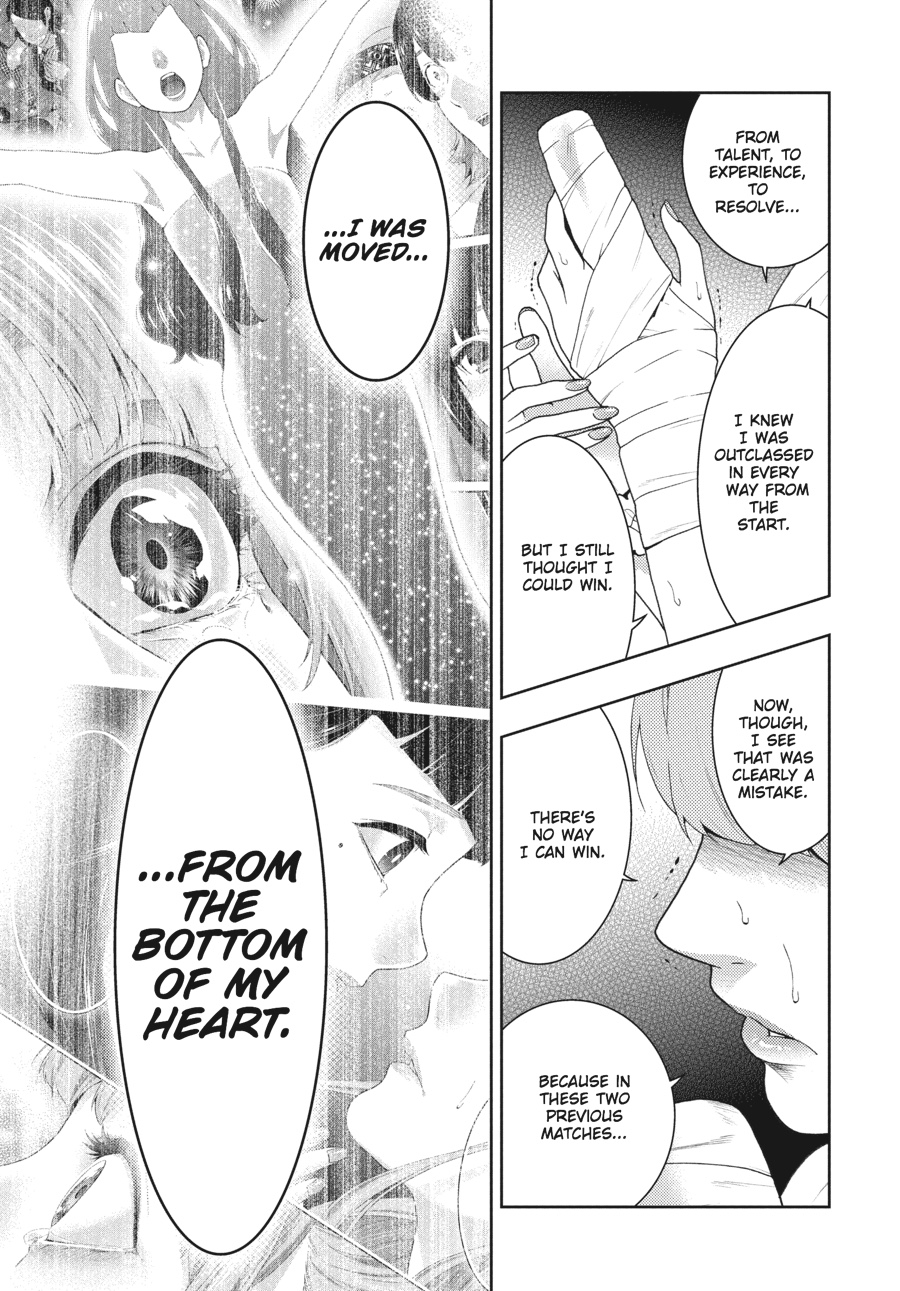 FROM
TALENT, TO
EXPERIENCE,
TO
RESOLVE...
I KNEW
I WAS
OUTCLASSED
IN EVERY
WAY FROM
THE
START.
BUT I STILL
THOUGHT I
COULD WIN.
NOW,
THOUGH,
I SEE
THAT WAS
CLEARLY A
MISTAKE.
THERE'S
NO WAY
I CAN WIN.
BECAUSE IN
THESE TWO
PREVIOUS
MATCHES...
...I WAS
MOVED...
...FROM
THE
BOTTOM
OF MY
HEART.